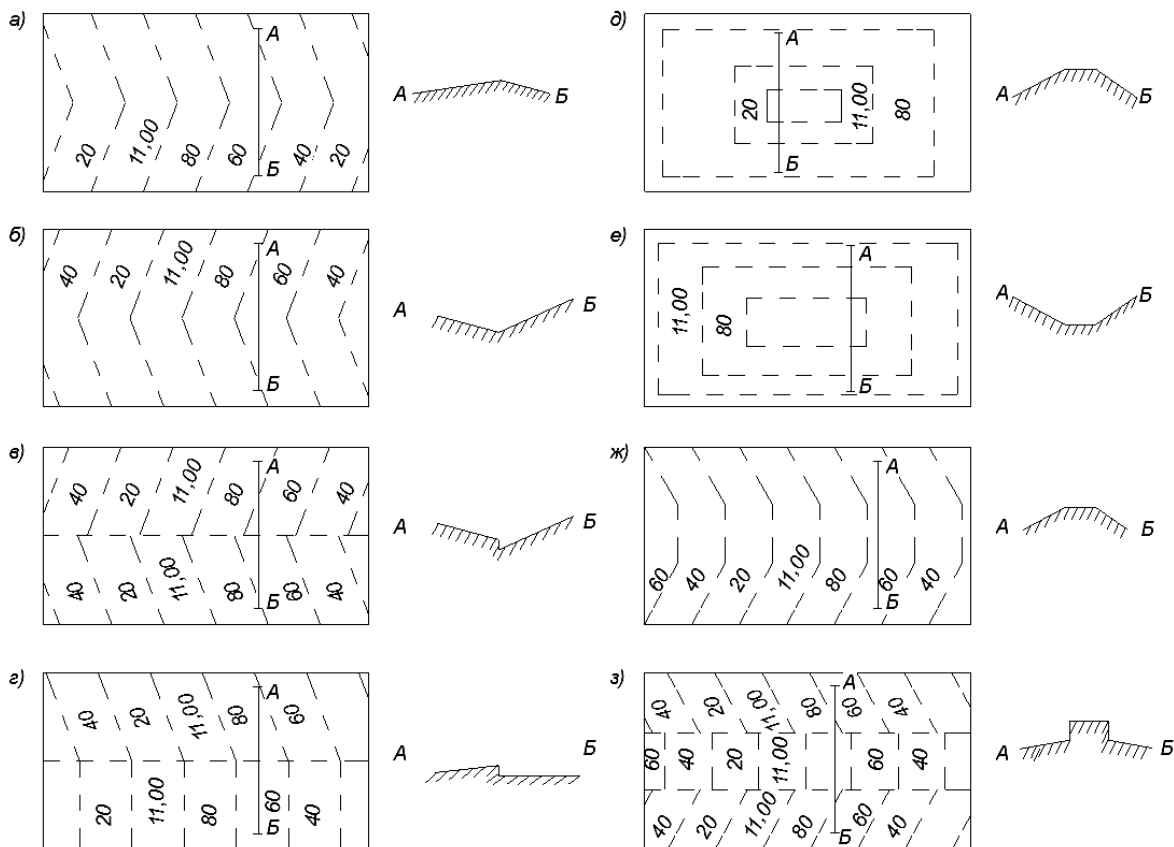 а)
А
20 11,00 80 60 40 20
Б
А Б
б)
40 20 11,00 80 А 60 40
Б
А Б
в)
40 20 11,00 80 А 60 40
40 20 11,00 80 60 40
Б
А Б
г)
40 20 11,00 80 А 60
20 11,00 80 60 40
Б
А Б
д)
А
20 11,00 80
Б
А Б
е)
А
11,00 80
Б
А Б
ж)
А
60 40 20 11,00 80 60 40
Б
А Б
з)
40 20 11,00 80 А 60 40
60 40 20 11,00 60 40
40 20 11,00 80 60 40
Б
А Б